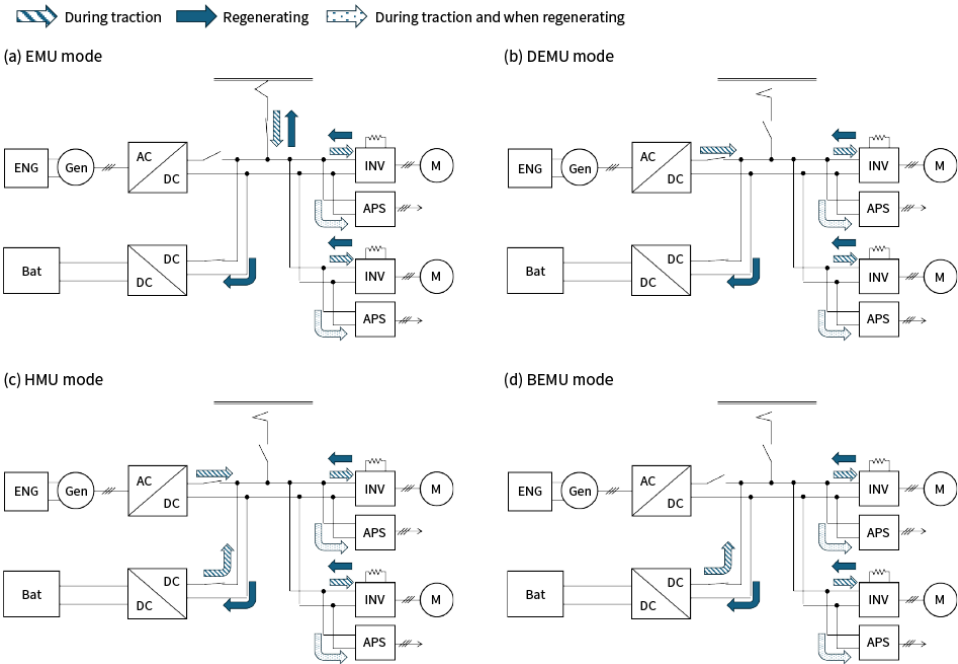 During traction Regenerating During traction and when regenerating
(a) EMU mode
ENG Gen AC DC INV M
APS
Bat DC DC INV M
APS
(b) DEMU mode
ENG Gen AC DC INV M
APS
Bat DC DC INV M
APS
(c) HMU mode
ENG Gen AC DC INV M
APS
Bat DC DC INV M
APS
(d) BEMU mode
ENG Gen AC DC INV M
APS
Bat DC DC INV M
APS